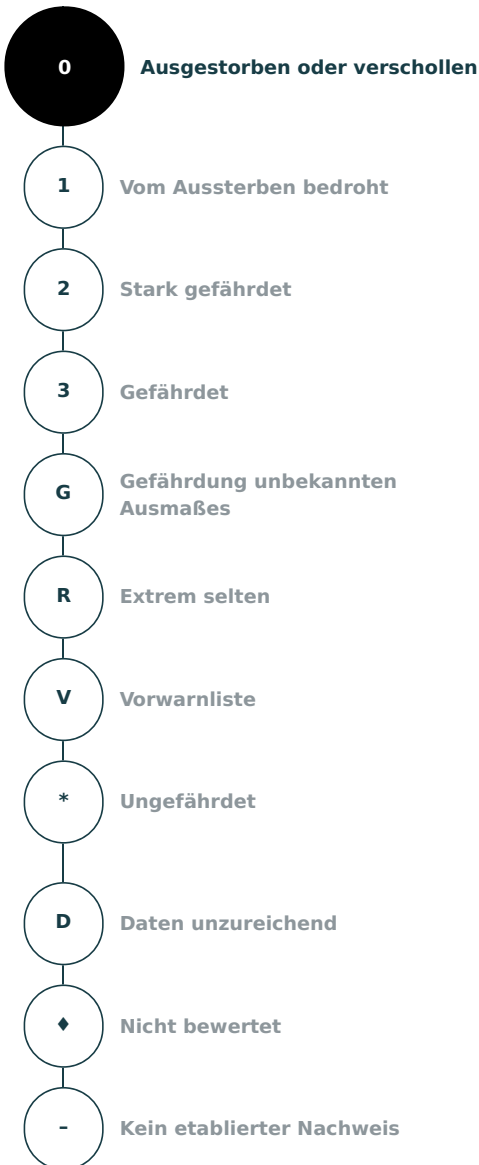 0 Ausgestorben oder verschollen
1 Vom Aussterben bedroht
2 Stark gefährdet
3 Gefährdet
G Gefährdung unbekannten
Ausmaßes
R Extrem selten
V Vorwarnliste
* Ungefährdet
D Daten unzureichend
♦ Nicht bewertet
– Kein etablierter Nachweis